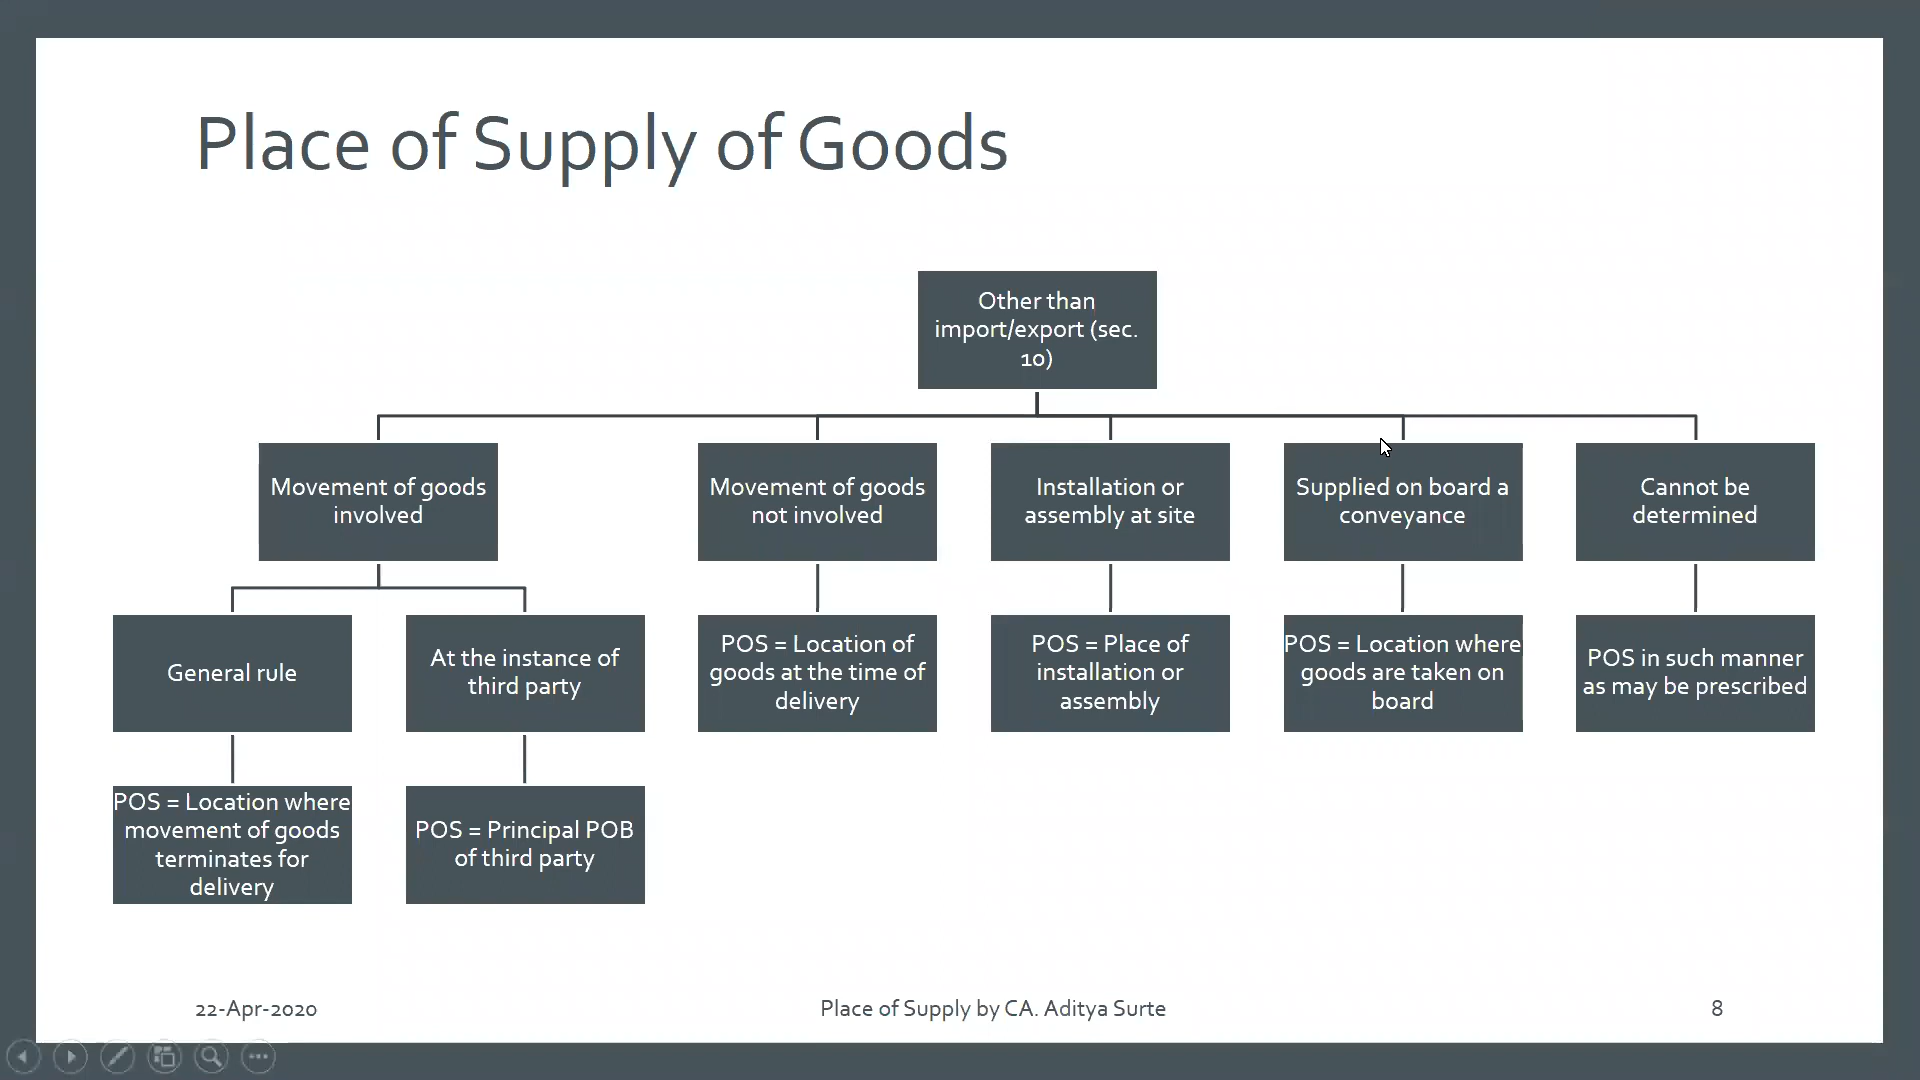 Place of Supply of Goods
Other than
import/export (sec.
10)
Movement of goods
involved
Movement of goods
not involved
Installation or
assembly at site
Supplied on board a
conveyance
Cannot be
determined
General rule
At the instance of
third party
POS = Location of
goods at the time of
delivery
POS = Place of
installation or
assembly
POS = Location where
goods are taken on
board
POS in such manner
as may be prescribed
POS = Location where
movement of goods
terminates for
delivery
POS = Principal POB
of third party
22-Apr-2020
Place of Supply by CA. Aditya Surte
8